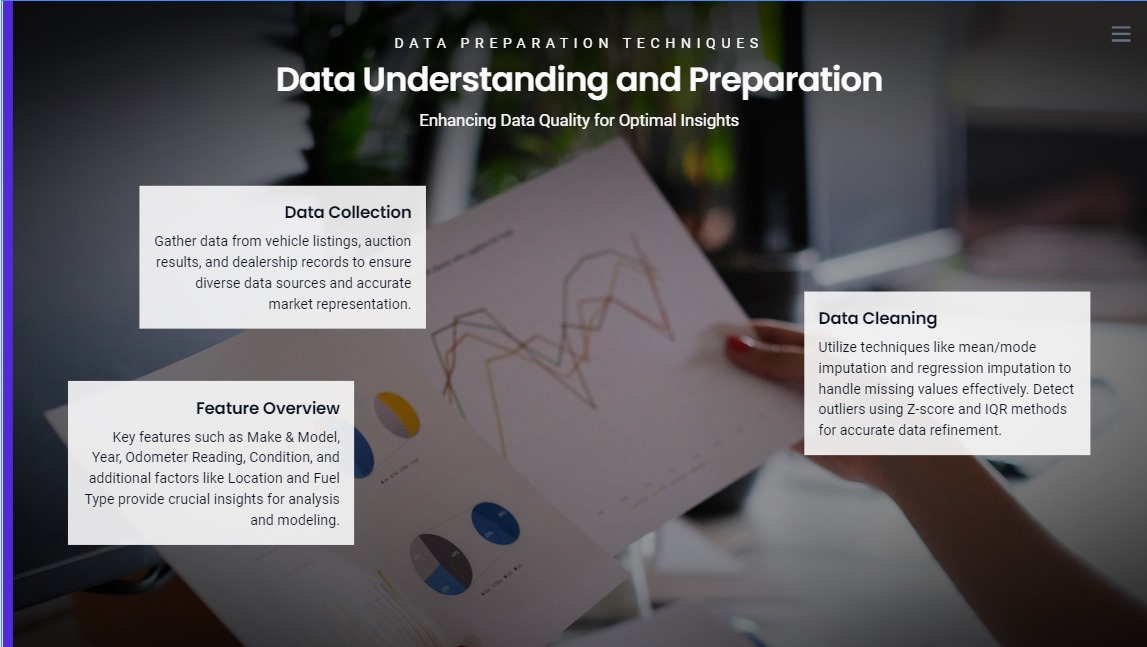 DATA PREPARATION TECHNIQUES
Data Understanding and Preparation
Enhancing Data Quality for Optimal Insights
Data Collection
Gather data from vehicle listings, auction
results, and dealership records to ensure
diverse data sources and accurate
market representation.
Feature Overview
Key features such as Make & Model,
Year, Odometer Reading, Condition, and
additional factors like Location and Fuel
Type provide crucial insights for analysis
and modeling.
Data Cleaning
Utilize techniques like mean/mode
imputation and regression imputation to
handle missing values effectively. Detect
outliers using Z-score and IQR methods
for accurate data refinement.